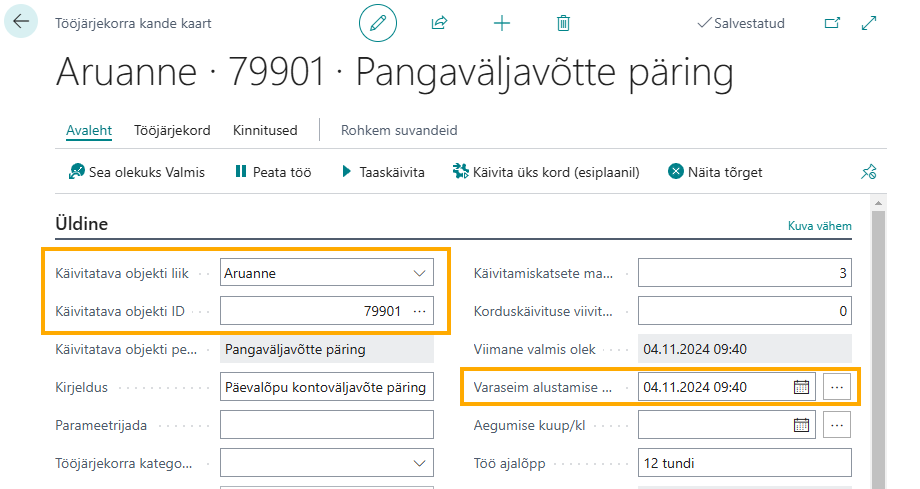 Tööjärjekorra kande kaart
Salvestatud
Aruanne · 79901 · Pangaväljavõtte päring
Avaleht Tööjärjekord Kinnitused Rohkem suvandeid
Sea olekuks Valmis Peata töö Taaskäivita Käivita üks kord (esiplaanil) Näita tõrget
Üldine
Kuva vähem
Käivitatava objekti liik Aruanne
Käivitatava objekti ID 79901 ...
Käivitatava objekti pe... Pangaväljavõtte päring
Kirjeldus Päevalõpu kontoväljavõte päring
Parameetrijada
Tööjärjekorra katego...
Käivitamiskatsete ma... 3
Korduskäivituse viivit... 0
Viimane valmis olek 04.11.2024 09:40
Varaseim alustamise ... 04.11.2024 09:40 ...
Aegumise kuup/kl ...
Töö ajalõpp 12 tundi